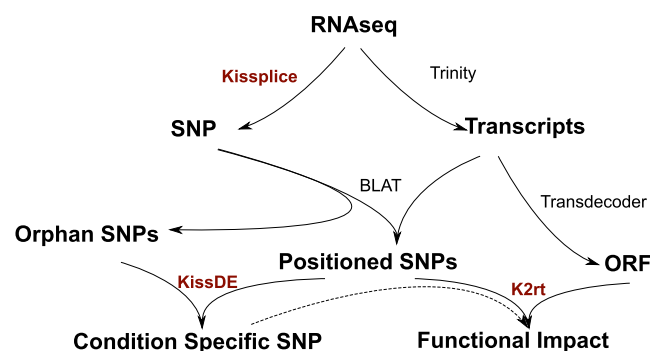 RNAseq
Kissplice
Trinity
SNP
Transcripts
BLAT
Transdecoder
Orphan SNPs
Positioned SNPs
ORF
KissDE
K2rt
Condition Specific SNP
Functional Impact